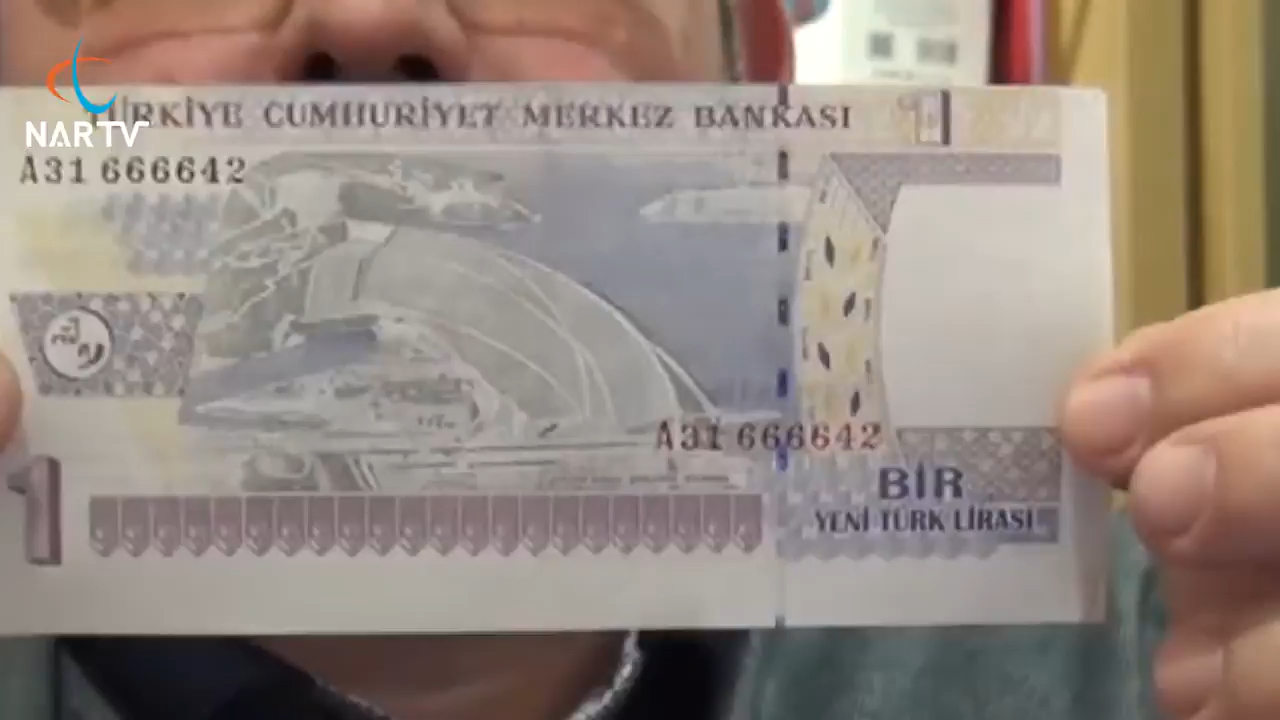 NARTV
TÜRKİYE CUMHURİYET MERKEZ BANKASI
1
A31 666642
A31 666642
1
BİR
YENİ TÜRK LİRASI